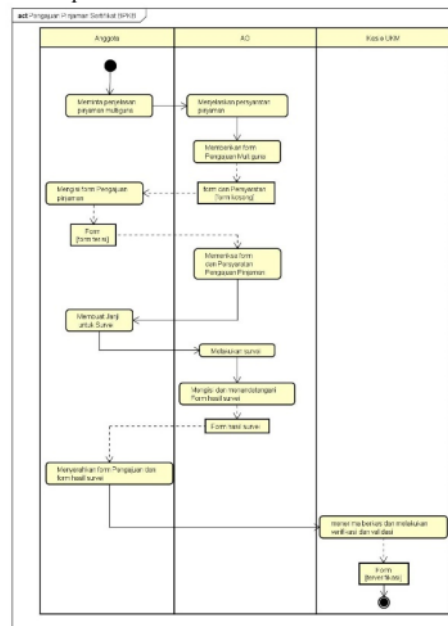 act Pengajuan Pinjaman Sertifikat BPKB
Anggota
AO
Kasie UKM
Meminta penjelasan
pinjaman multiguna
Menjelaskan persyaratan
pinjaman
Memberikan form
Pengajuan Multiguna
form dan Persyaratan
[form kosong]
Mengisi form Pengajuan
pinjaman
Form
[form terisi]
Memeriksa form
dan Persyaratan
Pengajuan Pinjaman
Membuat Janji
untuk Survei
Melakukan survei
Mengisi dan menandatangani
Form hasil survei
Form hasil survei
Menyerahkan form Pengajuan dan
form hasil survei
menerima berkas dan melakukan
verifikasi dan validasi
Form
[terverifikasi]